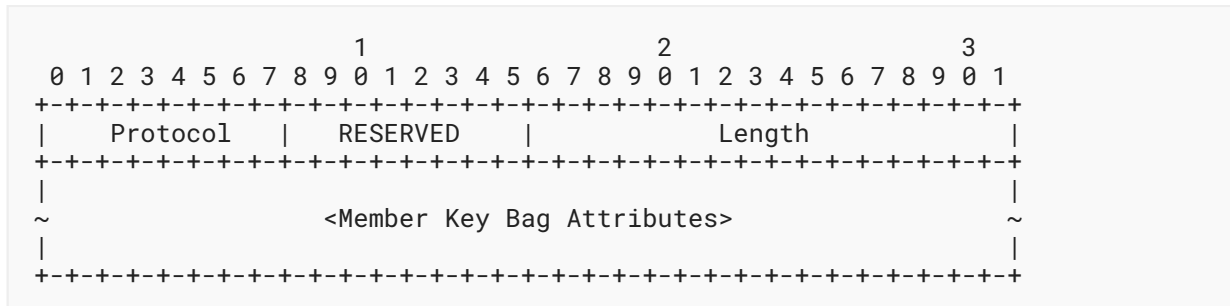 1                   2                   3
 0 1 2 3 4 5 6 7 8 9 0 1 2 3 4 5 6 7 8 9 0 1 2 3 4 5 6 7 8 9 0 1
+-+-+-+-+-+-+-+-+-+-+-+-+-+-+-+-+-+-+-+-+-+-+-+-+-+-+-+-+-+-+-+-+
|    Protocol   |   RESERVED    |            Length             |
+-+-+-+-+-+-+-+-+-+-+-+-+-+-+-+-+-+-+-+-+-+-+-+-+-+-+-+-+-+-+-+-+
|                                                               |
~                  <Member Key Bag Attributes>                  ~
|                                                               |
+-+-+-+-+-+-+-+-+-+-+-+-+-+-+-+-+-+-+-+-+-+-+-+-+-+-+-+-+-+-+-+-+